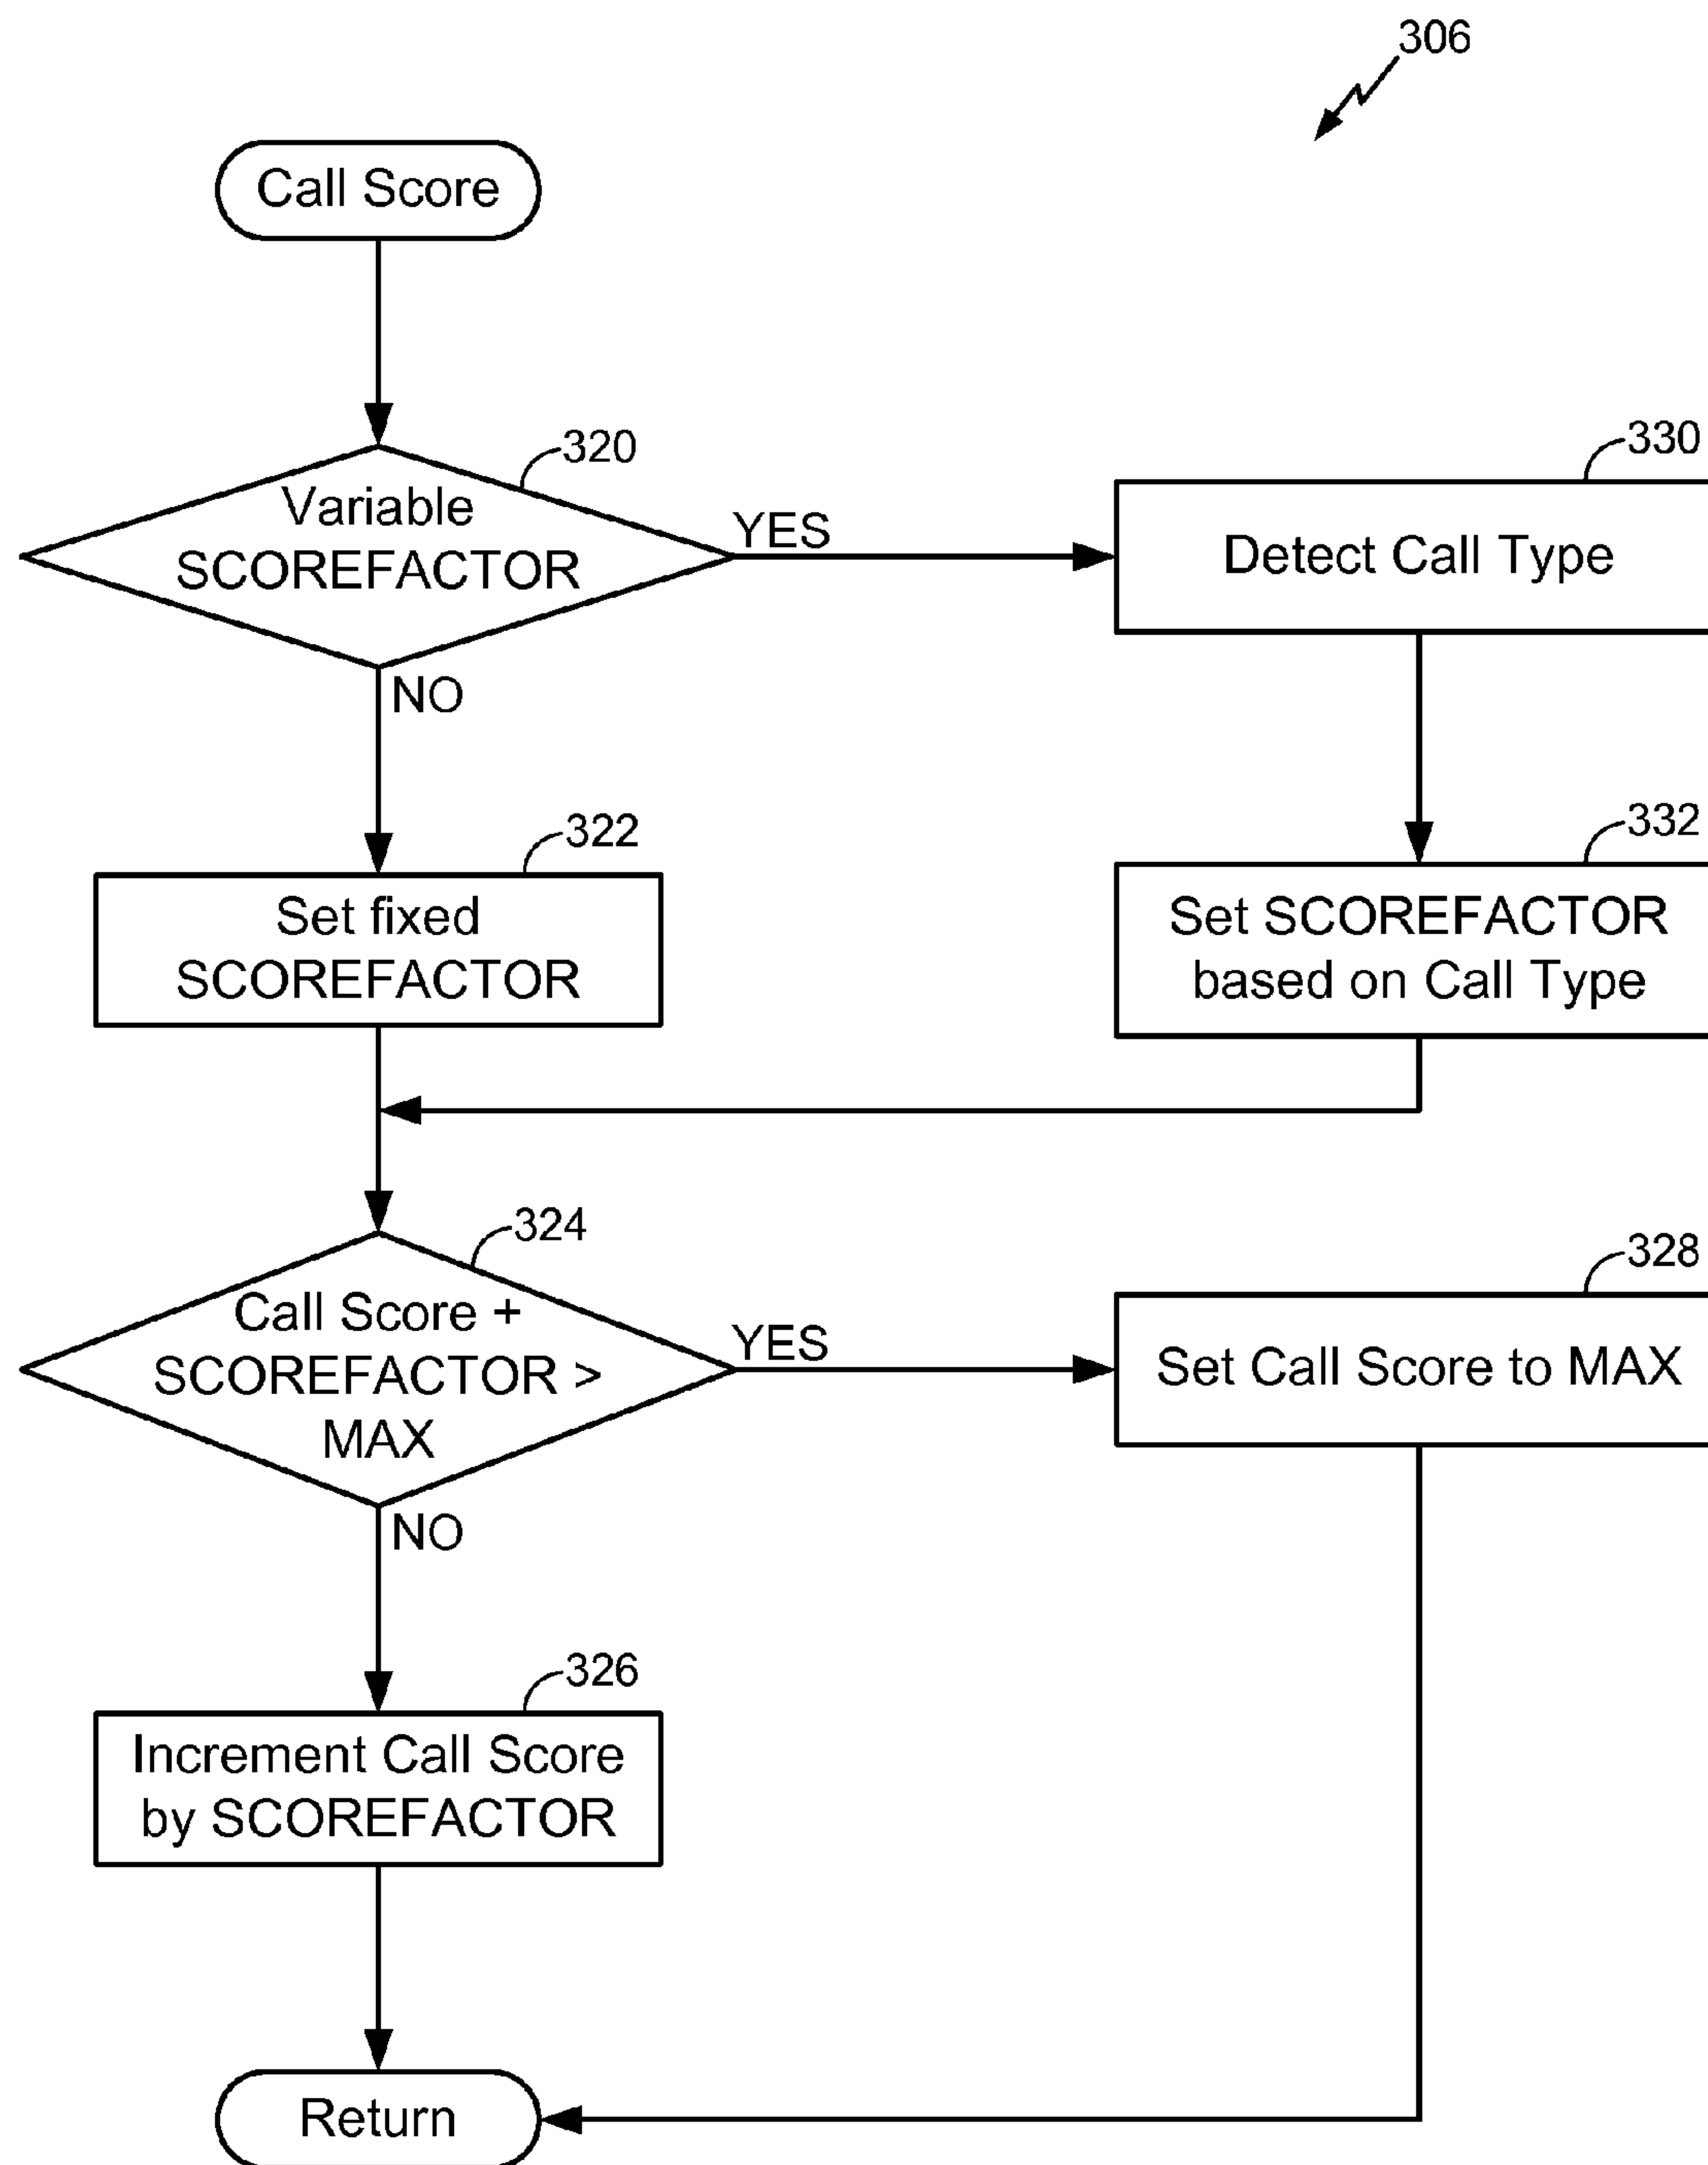 306
Call Score
320
Variable
SCOREFACTOR
YES
330
Detect Call Type
NO
322
Set fixed
SCOREFACTOR
332
Set SCOREFACTOR
based on Call Type
324
Call Score +
SCOREFACTOR >
MAX
YES
328
Set Call Score to MAX
NO
326
Increment Call Score
by SCOREFACTOR
Return